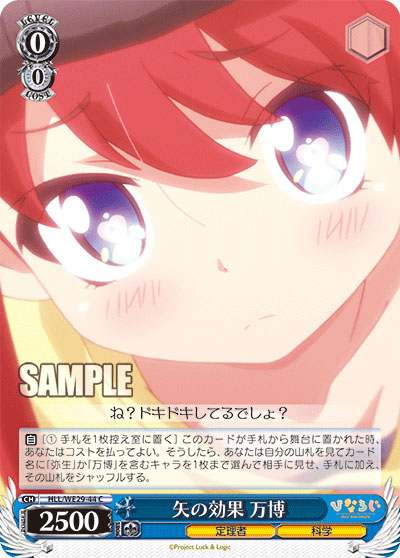 LEVEL
0
0
COST
SAMPLE
ね？ドキドキしてるでしょ？
自 [① 手札を1枚控え室に置く] このカードが手札から舞台に置かれた時、
あなたはコストを払ってよい。そうしたら、あなたは自分の山札を見てカード
名に「弥生」か「万博」を含むキャラを1枚まで選んで相手に見せ、手札に加え、
その山札をシャッフルする。
HLL/WE29-44 C
2500
矢の効果 万博
ひなろじ
定理者
科学
©Project Luck & Logic